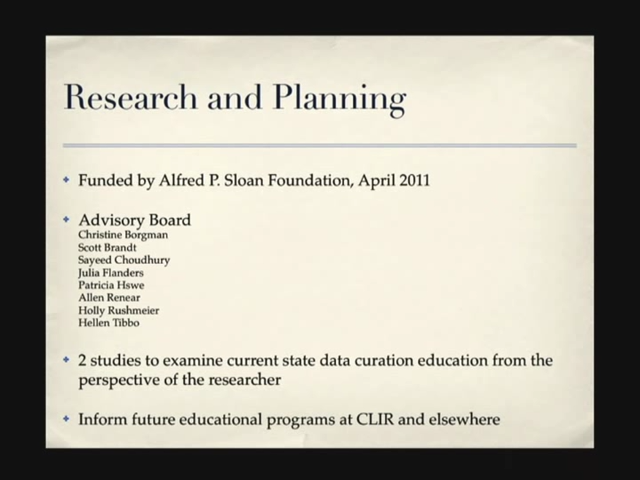 Research and Planning
Funded by Alfred P. Sloan Foundation, April 2011
Advisory Board
Christine Borgman
Scott Brandt
Sayeed Choudhury
Julia Flanders
Patricia Hswe
Allen Renear
Holly Rushmeier
Hellen Tibbo
2 studies to examine current state data curation education from the
perspective of the researcher
Inform future educational programs at CLIR and elsewhere